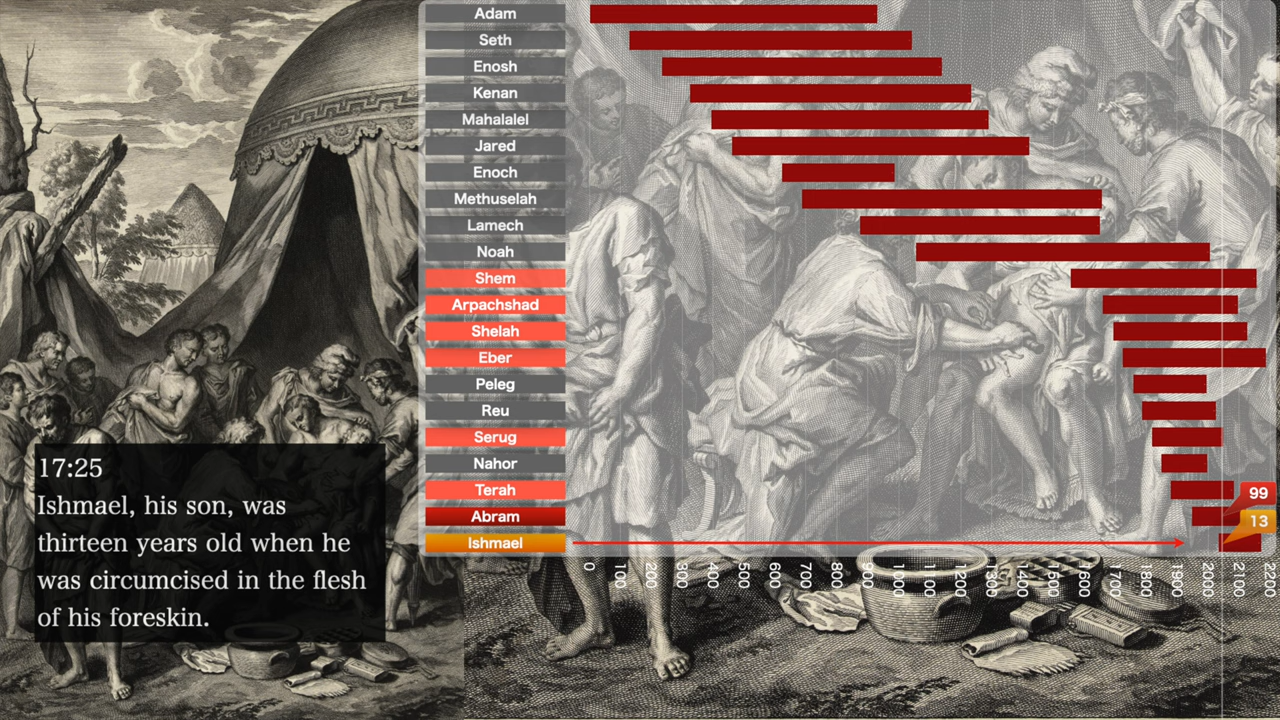 Adam
Seth
Enosh
Kenan
Mahalalel
Jared
Enoch
Methuselah
Lamech
Noah
Shem
Arpachshad
Shelah
Eber
Peleg
Reu
Serug
Nahor
Terah
Abram
Ishmael
99
13
0 100 200 300 400 500 600 700 800 900 1000 1100 1200 1300 1400 1500 1600 1700 1800 1900 2000 2100 2200
17:25
Ishmael, his son, was
thirteen years old when he
was circumcised in the flesh
of his foreskin.